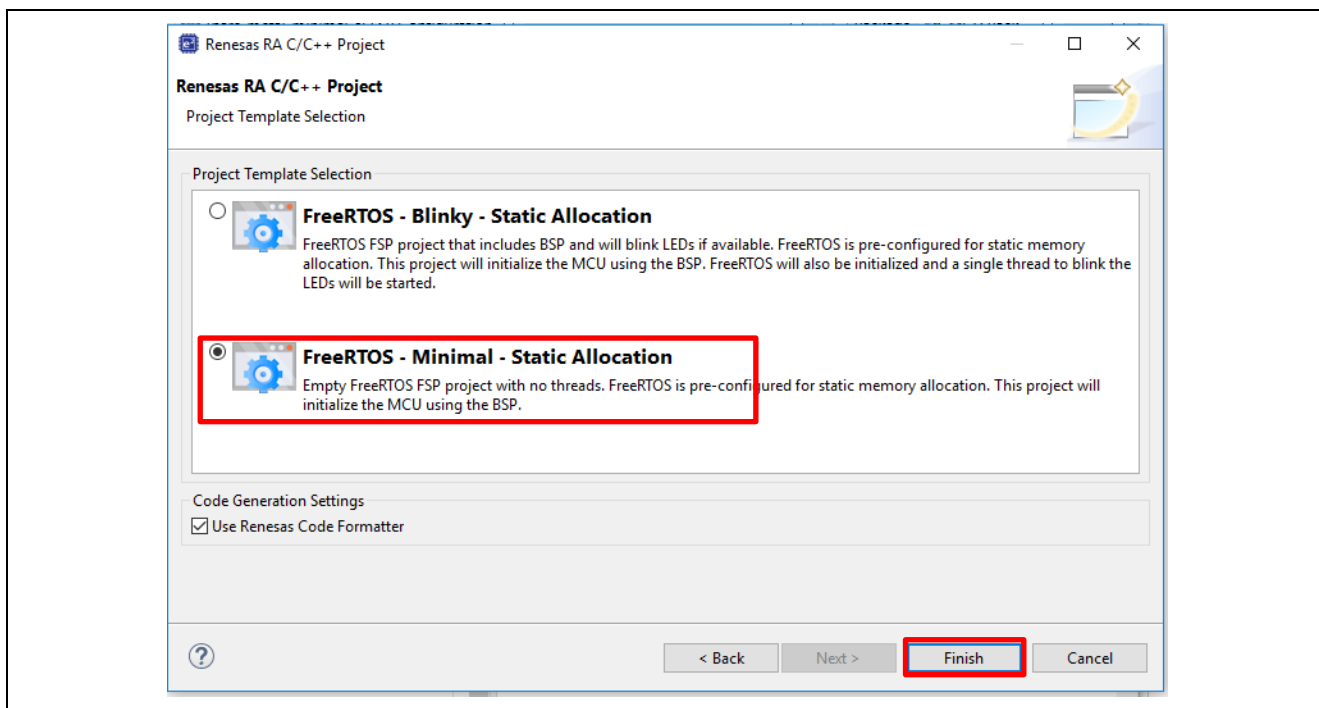 Renesas RA C/C++ Project
Renesas RA C/C++ Project
Project Template Selection
Project Template Selection
FreeRTOS - Blinky - Static Allocation
FreeRTOS FSP project that includes BSP and will blink LEDs if available. FreeRTOS is pre-configured for static memory
allocation. This project will initialize the MCU using the BSP. FreeRTOS will also be initialized and a single thread to blink the
LEDs will be started.
FreeRTOS - Minimal - Static Allocation
Empty FreeRTOS FSP project with no threads. FreeRTOS is pre-configured for static memory allocation. This project will
initialize the MCU using the BSP.
Code Generation Settings
Use Renesas Code Formatter
? < Back Next > Finish Cancel